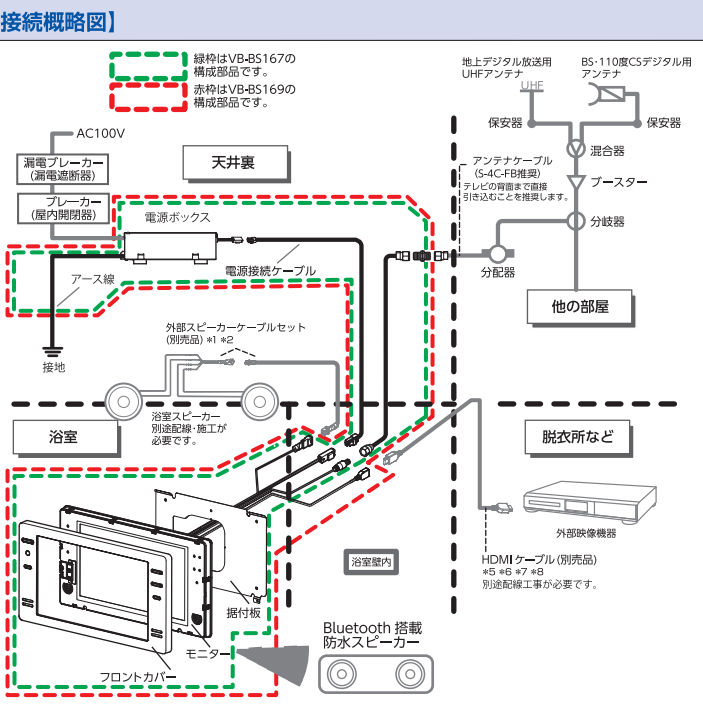 接続概略図】
緑枠はVB-BS167の
構成部品です。
赤枠はVB-BS169の
構成部品です。
地上デジタル放送用
UHFアンテナ
UHF
BS･110度CSデジタル用
アンテナ
保安器
保安器
混合器
ブースター
分岐器
分配器
他の部屋
アンテナケーブル
(S-4C-FB推奨)
テレビの背面まで直接
引き込むことを推奨します。
AC100V
漏電ブレーカー
(漏電遮断器)
ブレーカー
(屋内開閉器)
天井裏
電源ボックス
電源接続ケーブル
アース線
接地
外部スピーカーケーブルセット
(別売品) *1 *2
浴室スピーカー
別途配線･施工が
必要です。
浴室
脱衣所など
外部映像機器
HDMI ケーブル (別売品)
*5 *6 *7 *8
別途配線工事が必要です。
浴室壁内
据付板
モニター
フロントカバー
Bluetooth 搭載
防水スピーカー